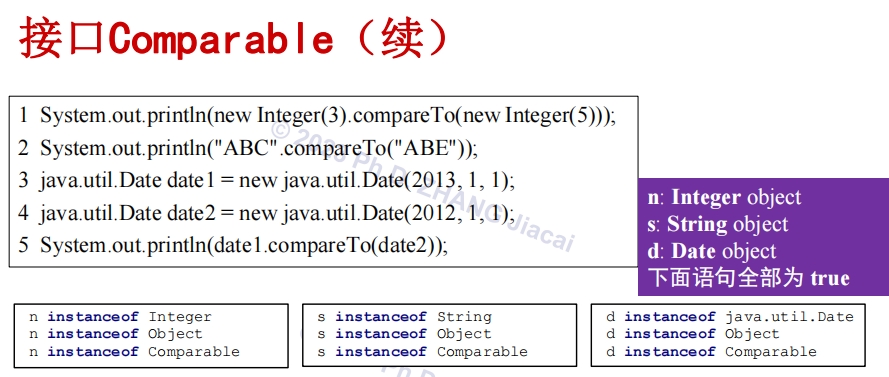 接口Comparable（续）
1 System.out.println(new Integer(3).compareTo(new Integer(5)));
2 System.out.println("ABC".compareTo("ABE"));
3 java.util.Date date1 = new java.util.Date(2013, 1, 1);
4 java.util.Date date2 = new java.util.Date(2012, 1, 1);
5 System.out.println(date1.compareTo(date2));
n: Integer object
s: String object
d: Date object
下面语句全部为 true
n instanceof Integer
n instanceof Object
n instanceof Comparable
s instanceof String
s instanceof Object
s instanceof Comparable
d instanceof java.util.Date
d instanceof Object
d instanceof Comparable
Ph.D. ZHANG Jiacai